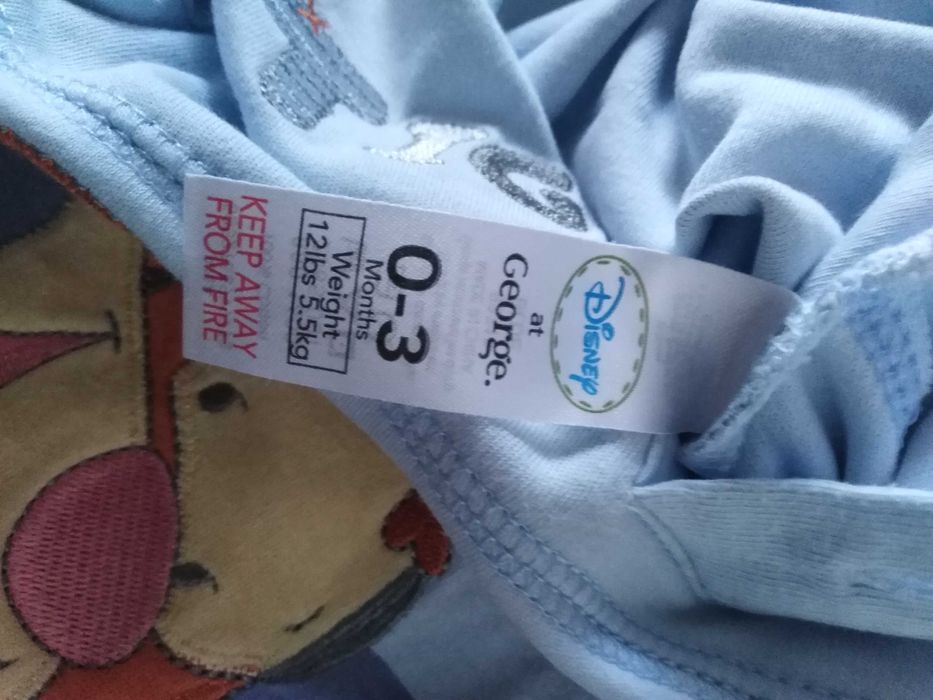 Disney
at
George.
0-3
Months
Weight
12lbs 5.5kg
KEEP AWAY
FROM FIRE